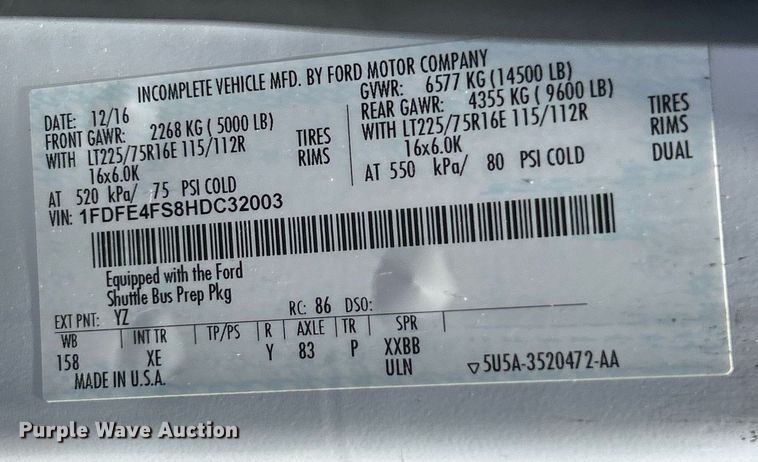 INCOMPLETE VEHICLE MFD. BY FORD MOTOR COMPANY
DATE: 12/16
GVWR: 6577 KG (14500 LB)
FRONT GAWR: 2268 KG ( 5000 LB)
REAR GAWR: 4355 KG ( 9600 LB)
WITH LT225/75R16E 115/112R TIRES
WITH LT225/75R16E 115/112R TIRES
16x6.0K RIMS
16x6.0K RIMS
AT 520 kPa/ 75 PSI COLD
AT 550 kPa/ 80 PSI COLD DUAL
VIN: 1FDFE4FS8HDC32003
Equipped with the Ford
Shuttle Bus Prep Pkg
EXT PNT: YZ RC: 86 DSO:
WB INT TR TP/PS R AXLE TR SPR
158 XE Y 83 P XXBB
ULN
MADE IN U.S.A. 5U5A-3520472-AA
Purple Wave Auction